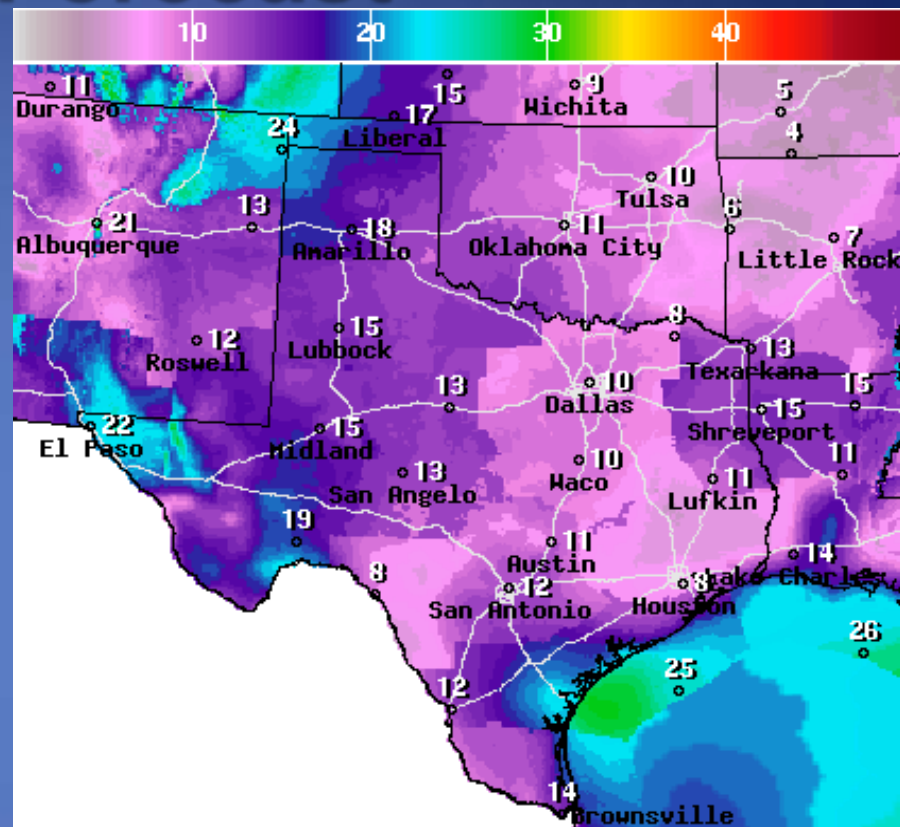 10 20 30 40
11
Durango
15
9
Wichita
5
17
Liberal
24
4
10
Tulsa
21
Albuquerque
13
18
Amarillo
11
Oklahoma City
6
7
Little Rock
12
Roswell
15
Lubbock
8
13
Texarkana
13
10
Dallas
15
Shreveport
15
22
El Paso
15
Midland
13
San Angelo
10
Waco
11
Lufkin
11
19
11
Austin
14
Lake Charles
8
12
San Antonio
8
Houston
26
25
12
14
Brownsville